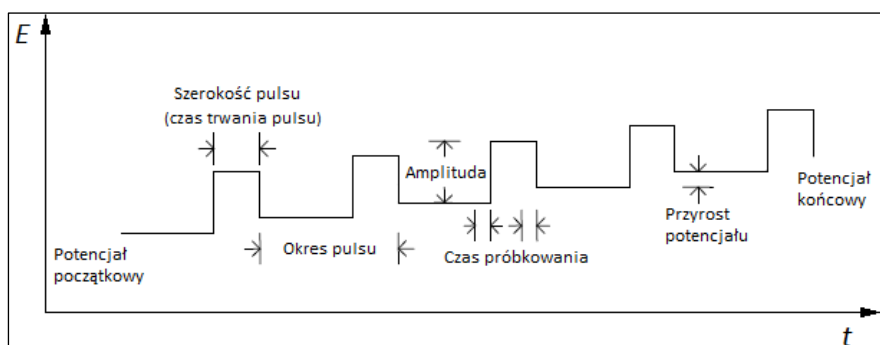 E
Szerokość pulsu
(czas trwania pulsu)
Amplituda
Potencjał
końcowy
Przyrost
potencjału
Potencjał
początkowy
Okres pulsu
Czas próbkowania
t